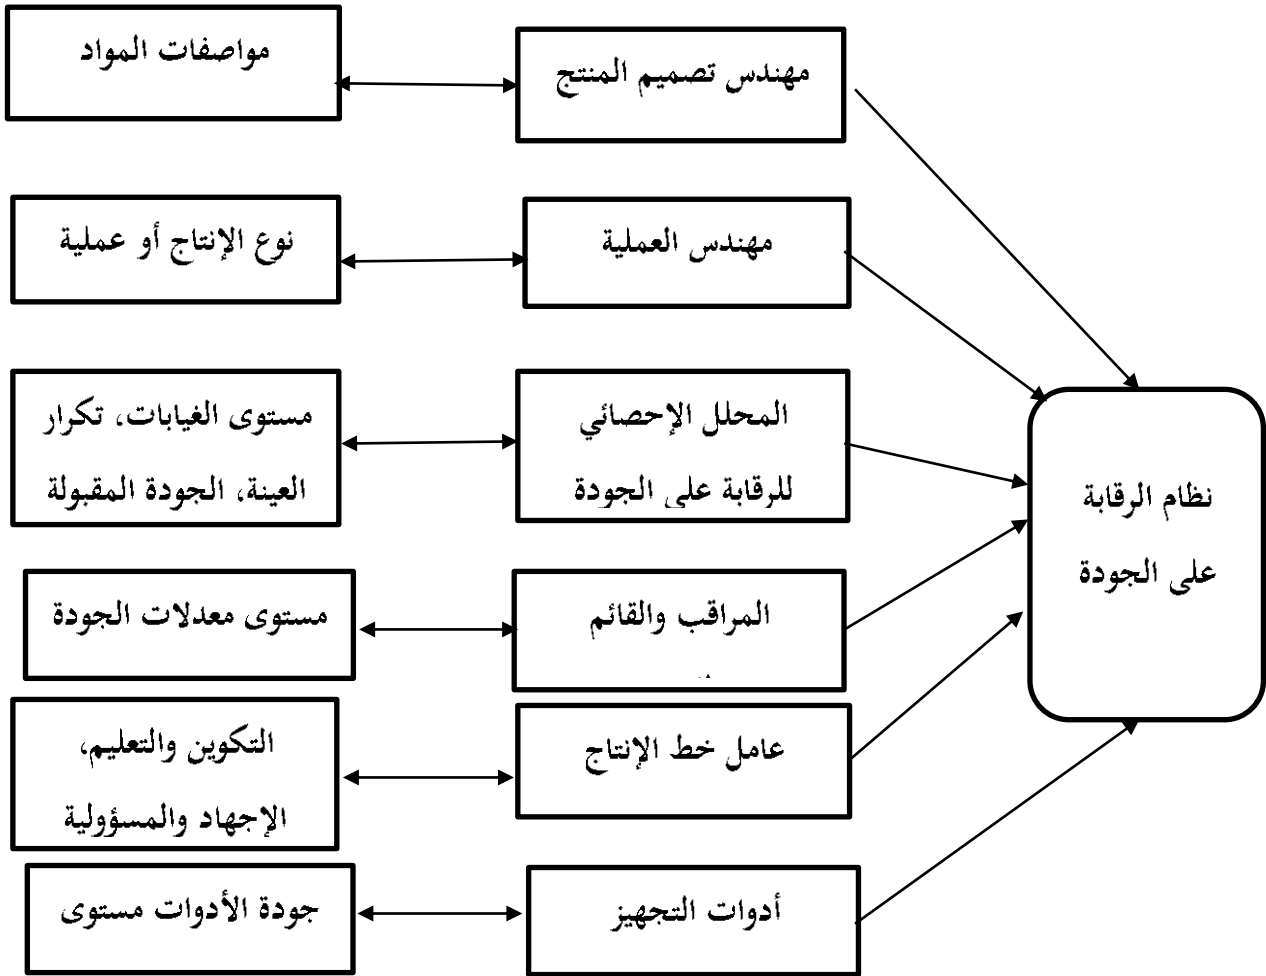 مهندس تصميم المنتج
مواصفات المواد
مهندس العملية
نوع الإنتاج أو عملية
المحلل الإحصائي
للرقابة على الجودة
مستوى الغيابات، تكرار
العينة، الجودة المقبولة
نظام الرقابة
على الجودة
المراقب والقائم
مستوى معدلات الجودة
عامل خط الإنتاج
التكوين والتعليم،
الإجهاد والمسؤولية
أدوات التجهيز
جودة الأدوات مستوى